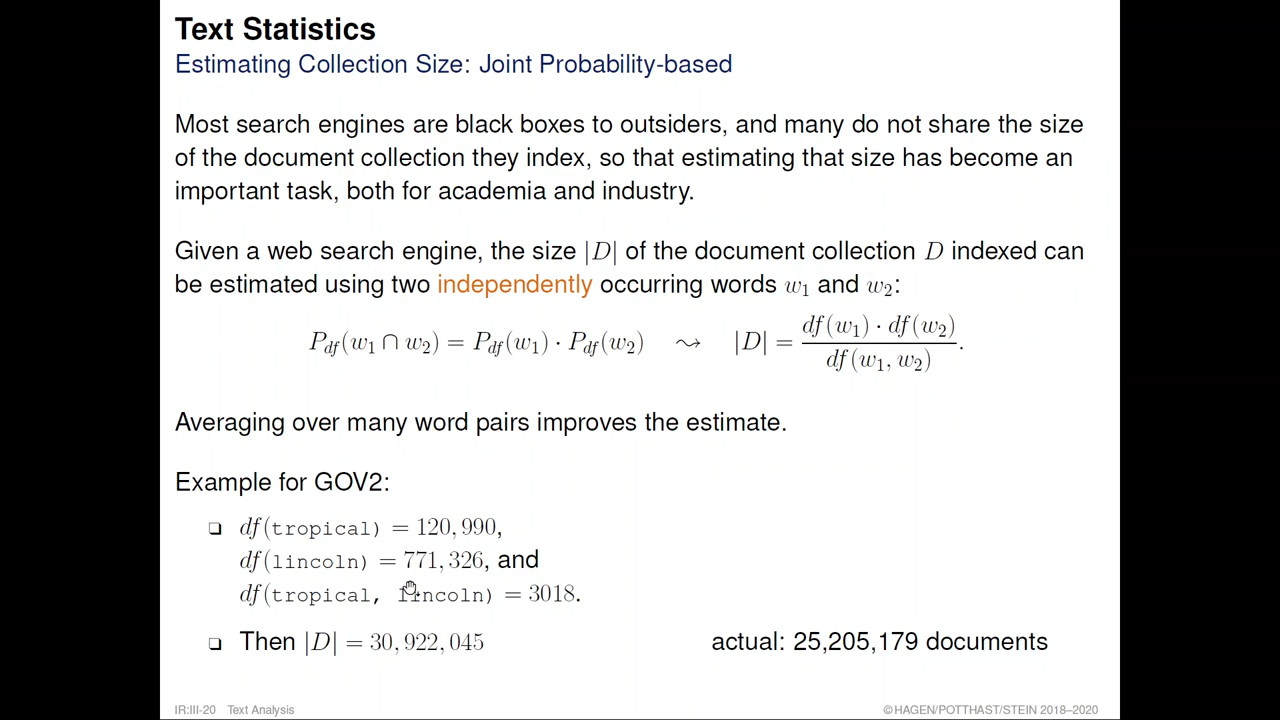 Text Statistics
Estimating Collection Size: Joint Probability-based
Most search engines are black boxes to outsiders, and many do not share the size
of the document collection they index, so that estimating that size has become an
important task, both for academia and industry.
Given a web search engine, the size |D| of the document collection D indexed can
be estimated using two independently occurring words w₁ and w₂:
P_df(w₁ ∩ w₂) = P_df(w₁) · P_df(w₂) ⇝ |D| = df(w₁) · df(w₂) / df(w₁, w₂).
Averaging over many word pairs improves the estimate.
Example for GOV2:
❑ df(tropical) = 120,990,
df(lincoln) = 771,326, and
df(tropical, lincoln) = 3018.
❑ Then |D| = 30,922,045 actual: 25,205,179 documents
IR:III-20 Text Analysis ©HAGEN/POTTHAST/STEIN 2018–2020